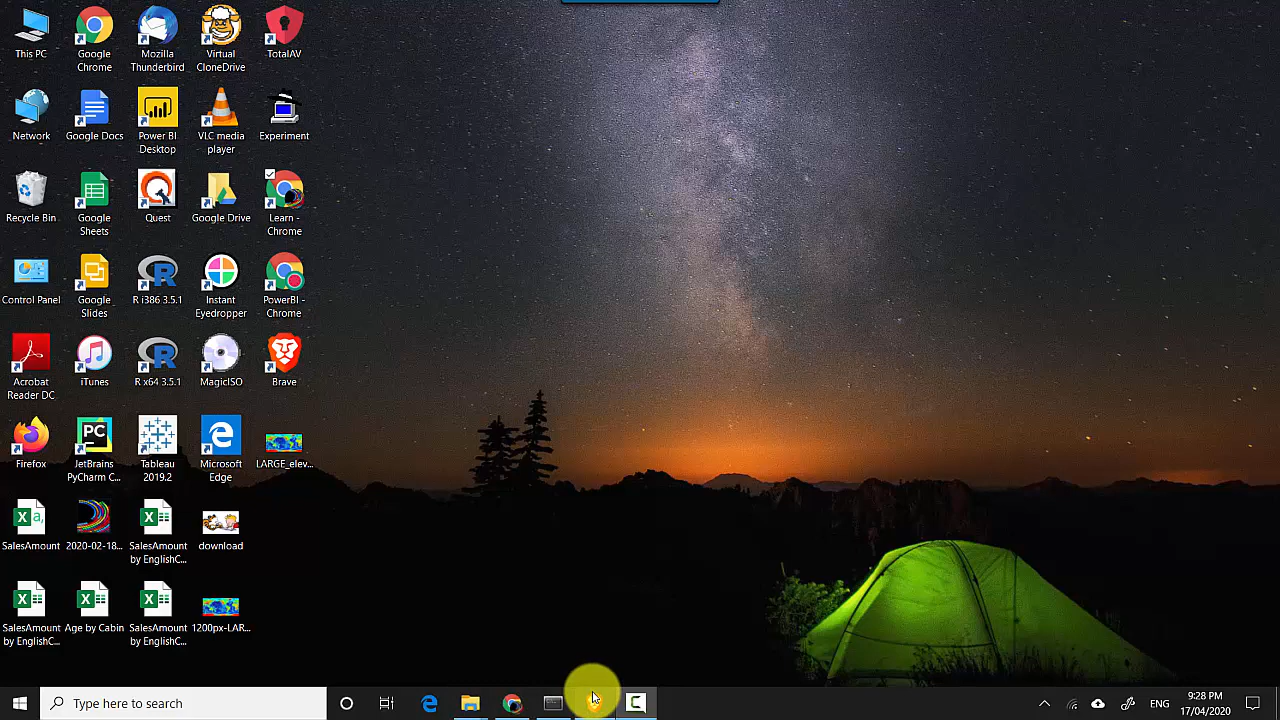 This PC
Google
Chrome
Mozilla
Thunderbird
Virtual
CloneDrive
TotalAV
Network
Google Docs
Power BI
Desktop
VLC media
player
Experiment
Recycle Bin
Google
Sheets
Quest
Google Drive
Learn -
Chrome
Control Panel
Google
Slides
R i386 3.5.1
Instant
Eyedropper
PowerBI -
Chrome
Acrobat
Reader DC
iTunes
R x64 3.5.1
MagicISO
Brave
Firefox
PC
JetBrains
PyCharm C...
Tableau
2019.2
Microsoft
Edge
LARGE_elev...
SalesAmount
2020-02-18...
SalesAmount
by EnglishC...
download
SalesAmount
by EnglishC...
Age by Cabin
SalesAmount
by EnglishC...
1200px-LAR...
Type here to search
ENG
9:28 PM
17/04/2020